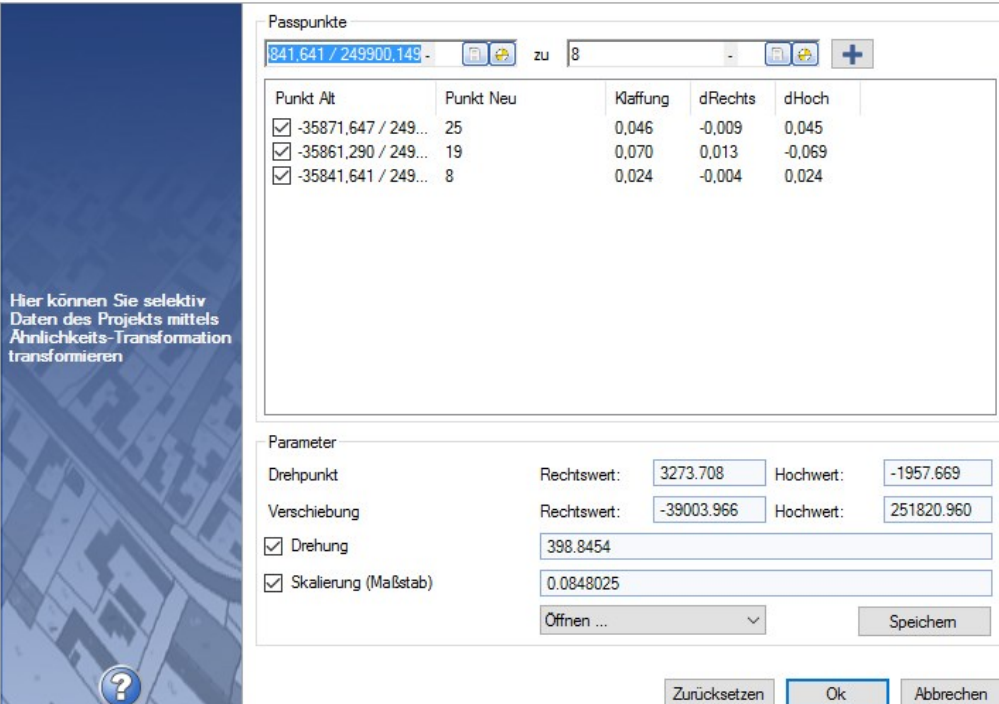 Passpunkte
841,641 / 249900,149 - zu 8 -
Punkt Alt Punkt Neu Klaffung dRechts dHoch
-35871,647 / 249... 25 0,046 -0,009 0,045
-35861,290 / 249... 19 0,070 0,013 -0,069
-35841,641 / 249... 8 0,024 -0,004 0,024
Hier können Sie selektiv
Daten des Projekts mittels
Ähnlichkeits-Transformation
transformieren
Parameter
Drehpunkt Rechtswert: 3273.708 Hochwert: -1957.669
Verschiebung Rechtswert: -39003.966 Hochwert: 251820.960
Drehung 398.8454
Skalierung (Maßstab) 0.0848025
Öffnen ... Speichern
? Zurücksetzen Ok Abbrechen